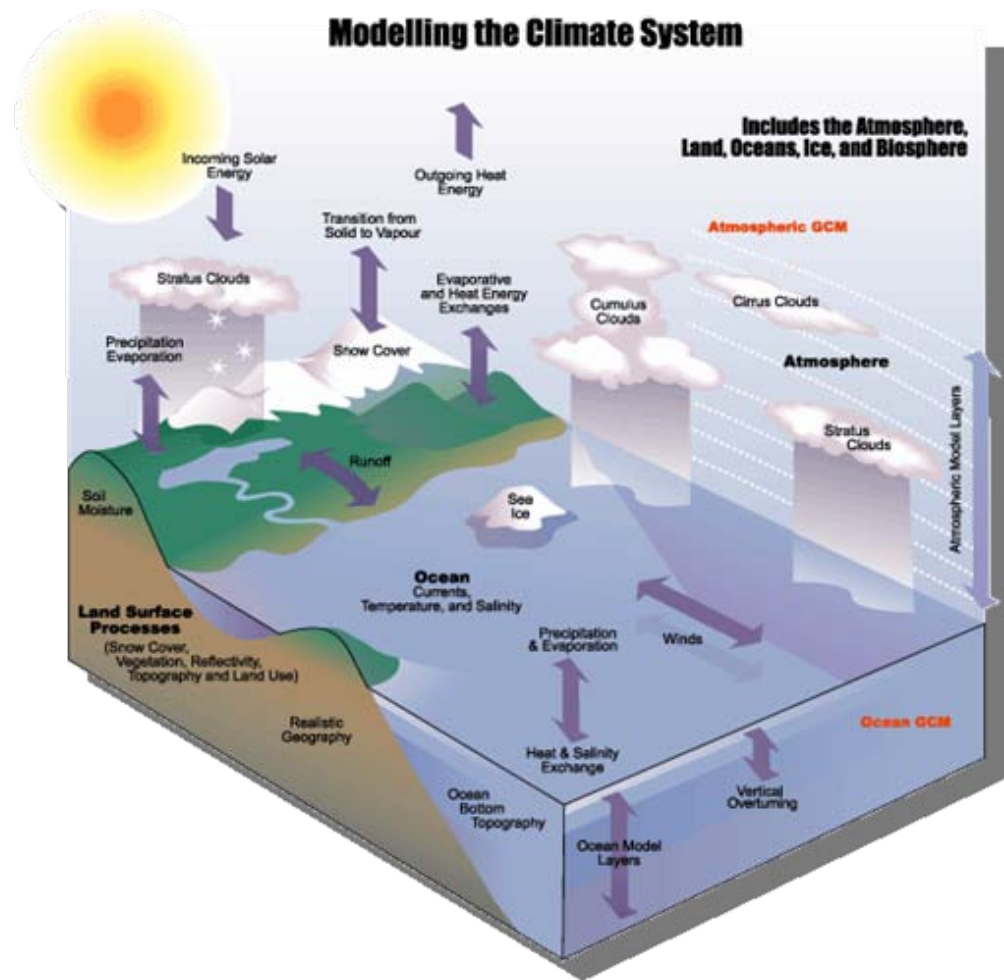 Modelling the Climate System
Includes the Atmosphere,
Land, Oceans, Ice, and Biosphere
Incoming Solar
Energy
Outgoing Heat
Energy
Transition from
Solid to Vapour
Atmospheric GCM
Stratus Clouds
Evaporative
and Heat Energy
Exchanges
Cumulus
Clouds
Cirrus Clouds
Precipitation
Evaporation
Snow Cover
Atmosphere
Stratus
Clouds
Atmospheric Model Layers
Runoff
Soil
Moisture
Sea
Ice
Ocean
Currents,
Temperature, and Salinity
Land Surface
Processes
(Snow Cover,
Vegetation, Reflectivity,
Topography and Land Use)
Precipitation
& Evaporation
Winds
Realistic
Geography
Ocean GCM
Heat & Salinity
Exchange
Ocean
Bottom
Topography
Vertical
Overturning
Ocean Model
Layers